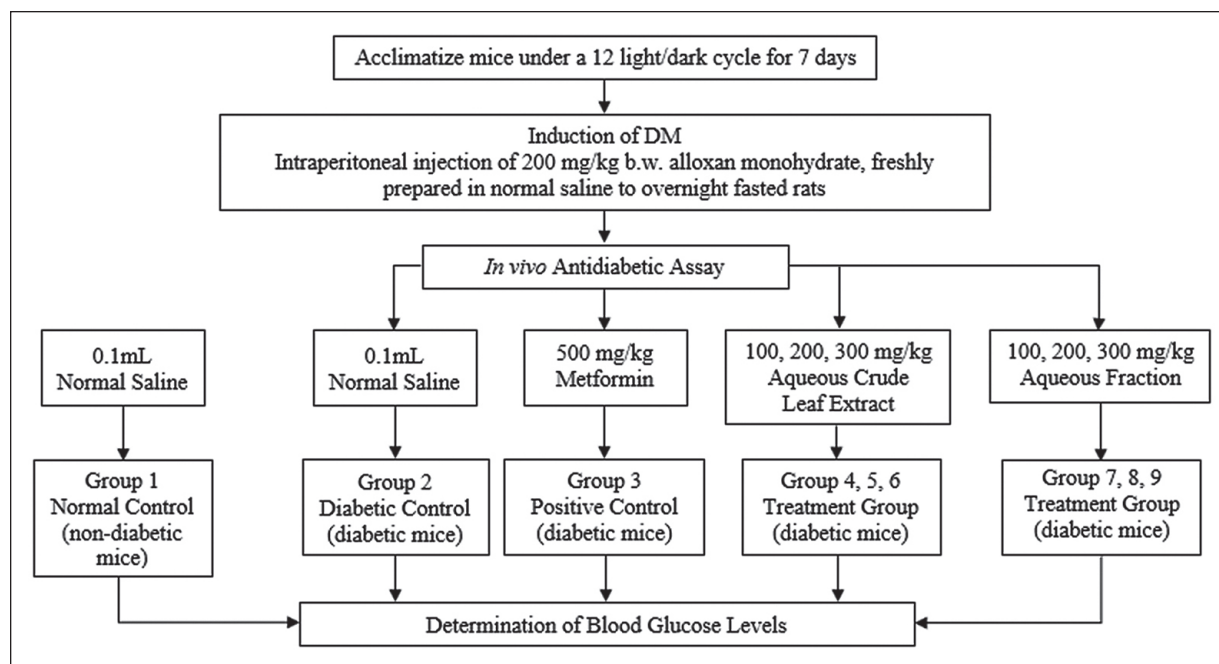 Acclimatize mice under a 12 light/dark cycle for 7 days
Induction of DM
Intraperitoneal injection of 200 mg/kg b.w. alloxan monohydrate, freshly
prepared in normal saline to overnight fasted rats
In vivo Antidiabetic Assay
0.1mL
Normal Saline
0.1mL
Normal Saline
500 mg/kg
Metformin
100, 200, 300 mg/kg
Aqueous Crude
Leaf Extract
100, 200, 300 mg/kg
Aqueous Fraction
Group 1
Normal Control
(non-diabetic
mice)
Group 2
Diabetic Control
(diabetic mice)
Group 3
Positive Control
(diabetic mice)
Group 4, 5, 6
Treatment Group
(diabetic mice)
Group 7, 8, 9
Treatment Group
(diabetic mice)
Determination of Blood Glucose Levels